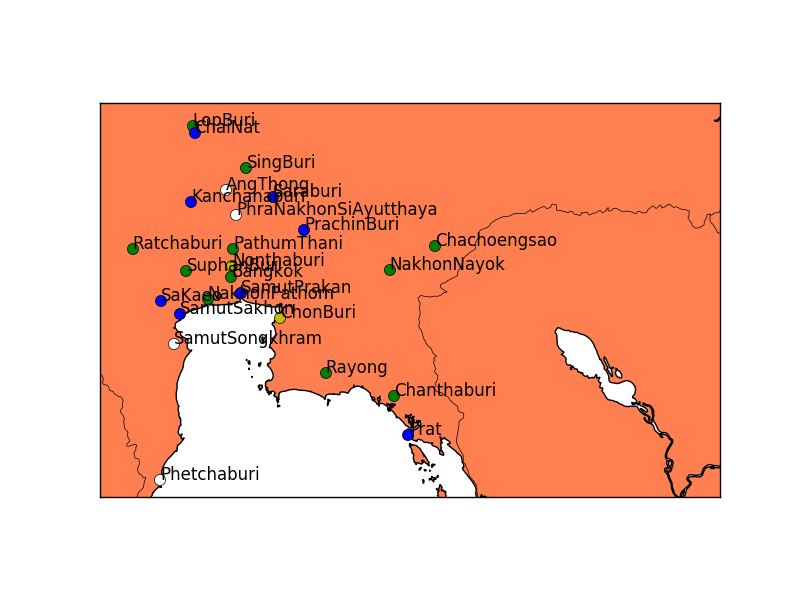 LopBuri
ChaiNat
SingBuri
AngThong
Saraburi
Kanchanaburi
PhraNakhonSiAyutthaya
PrachinBuri
Ratchaburi
PathumThani
Chachoengsao
Nonthaburi
SuphanBuri
NakhonNayok
Bangkok
SamutPrakan
SaKaeo
NakhonPathom
SamutSakhon
ChonBuri
SamutSongkhram
Rayong
Chanthaburi
Trat
Phetchaburi